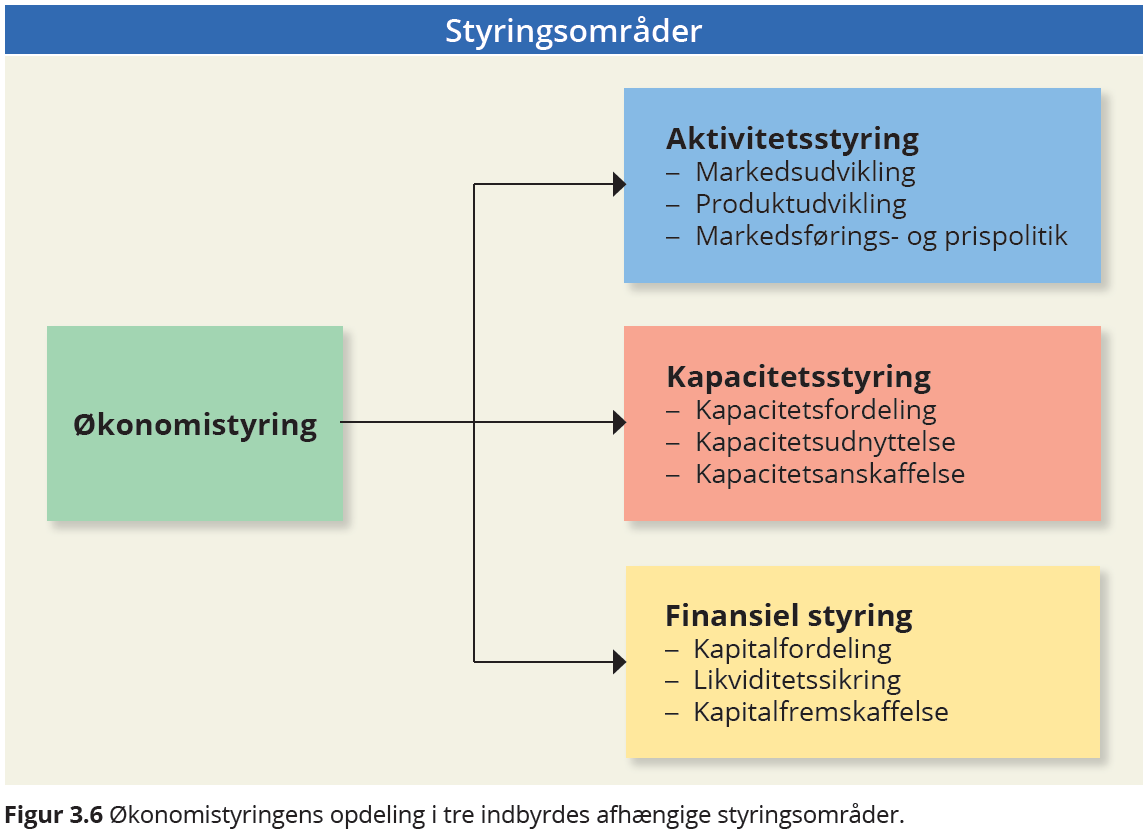 Styringsområder
Økonomistyring
Aktivitetsstyring
– Markedsudvikling
– Produktudvikling
– Markedsførings- og prispolitik
Kapacitetsstyring
– Kapacitetsfordeling
– Kapacitetsudnyttelse
– Kapacitetsanskaffelse
Finansiel styring
– Kapitalfordeling
– Likviditetssikring
– Kapitalfremskaffelse
Figur 3.6 Økonomistyringens opdeling i tre indbyrdes afhængige styringsområder.